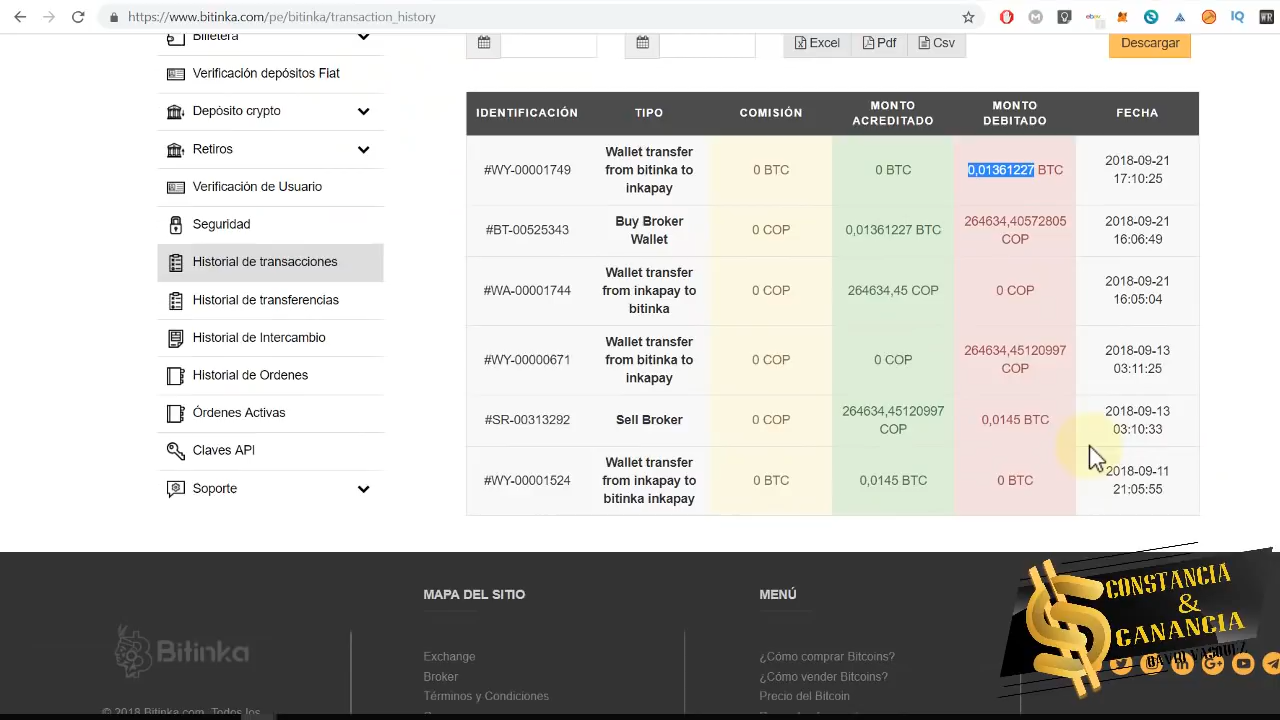 https://www.bitinka.com/pe/bitinka/transaction_history
Billetera
Verificación depósitos Fiat
Depósito crypto
Retiros
Verificación de Usuario
Seguridad
Historial de transacciones
Historial de transferencias
Historial de Intercambio
Historial de Ordenes
Órdenes Activas
Claves API
Soporte
Excel Pdf Csv
Descargar
IDENTIFICACIÓN TIPO COMISIÓN MONTO ACREDITADO MONTO DEBITADO FECHA
#WY-00001749 Wallet transfer from bitinka to inkapay 0 BTC 0 BTC 0,01361227 BTC 2018-09-21 17:10:25
#BT-00525343 Buy Broker Wallet 0 COP 0,01361227 BTC 264634,40572805 COP 2018-09-21 16:06:49
#WA-00001744 Wallet transfer from inkapay to bitinka 0 COP 264634,45 COP 0 COP 2018-09-21 16:05:04
#WY-00000671 Wallet transfer from bitinka to inkapay 0 COP 0 COP 264634,45120997 COP 2018-09-13 03:11:25
#SR-00313292 Sell Broker 0 COP 264634,45120997 COP 0,0145 BTC 2018-09-13 03:10:33
#WY-00001524 Wallet transfer from inkapay to bitinka inkapay 0 BTC 0,0145 BTC 0 BTC 2018-09-11 21:05:55
Bitinka
© 2018 Bitinka.com. Todos los
MAPA DEL SITIO
Exchange
Broker
Términos y Condiciones
MENÚ
¿Cómo comprar Bitcoins?
¿Cómo vender Bitcoins?
Precio del Bitcoin
CONSTANCIA
&
GANANCIA
DAVID VASQUEZ